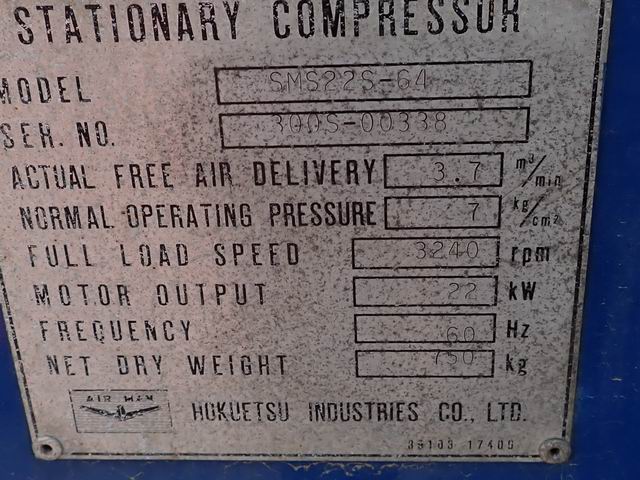 STATIONARY COMPRESSOR
MODEL SMS22S-64
SER. NO. 300S-00338
ACTUAL FREE AIR DELIVERY 3.7 m³/min
NORMAL OPERATING PRESSURE 7 kg/cm²
FULL LOAD SPEED 3240 rpm
MOTOR OUTPUT 22 kW
FREQUENCY 60 Hz
NET DRY WEIGHT 750 kg
AIR MAN
HOKUETSU INDUSTRIES CO., LTD.